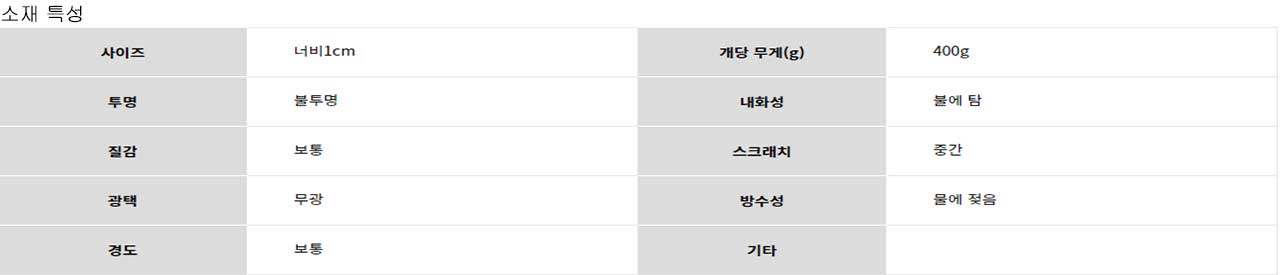 소재 특성
사이즈 너비1cm 개당 무게(g) 400g
투명 불투명 내화성 불에 탐
질감 보통 스크래치 중간
광택 무광 방수성 물에 젖음
경도 보통 기타